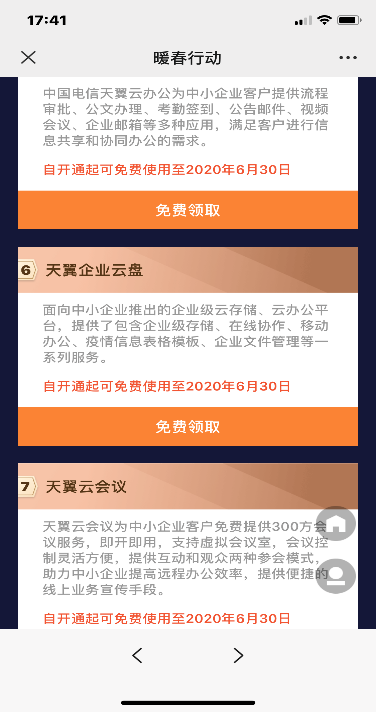 17:41
暖春行动
中国电信天翼云办公为中小企业客户提供流程
审批、公文办理、考勤签到、公告邮件、视频
会议、企业邮箱等多种应用，满足客户进行信
息共享和协同办公的需求。
自开通起可免费使用至2020年6月30日
免费领取
6 天翼企业云盘
面向中小企业推出的企业级云存储、云办公平
台，提供了包含企业级存储、在线协作、移动
办公、疫情信息表格模板、企业文件管理等一
系列服务。
自开通起可免费使用至2020年6月30日
免费领取
7 天翼云会议
天翼云会议为中小企业客户免费提供300方会
议服务，即开即用，支持虚拟会议室，会议控
制灵活方便，提供互动和观众两种参会模式，
助力中小企业提高远程办公效率，提供便捷的
线上业务宣传手段。
自开通起可免费使用至2020年6月30日